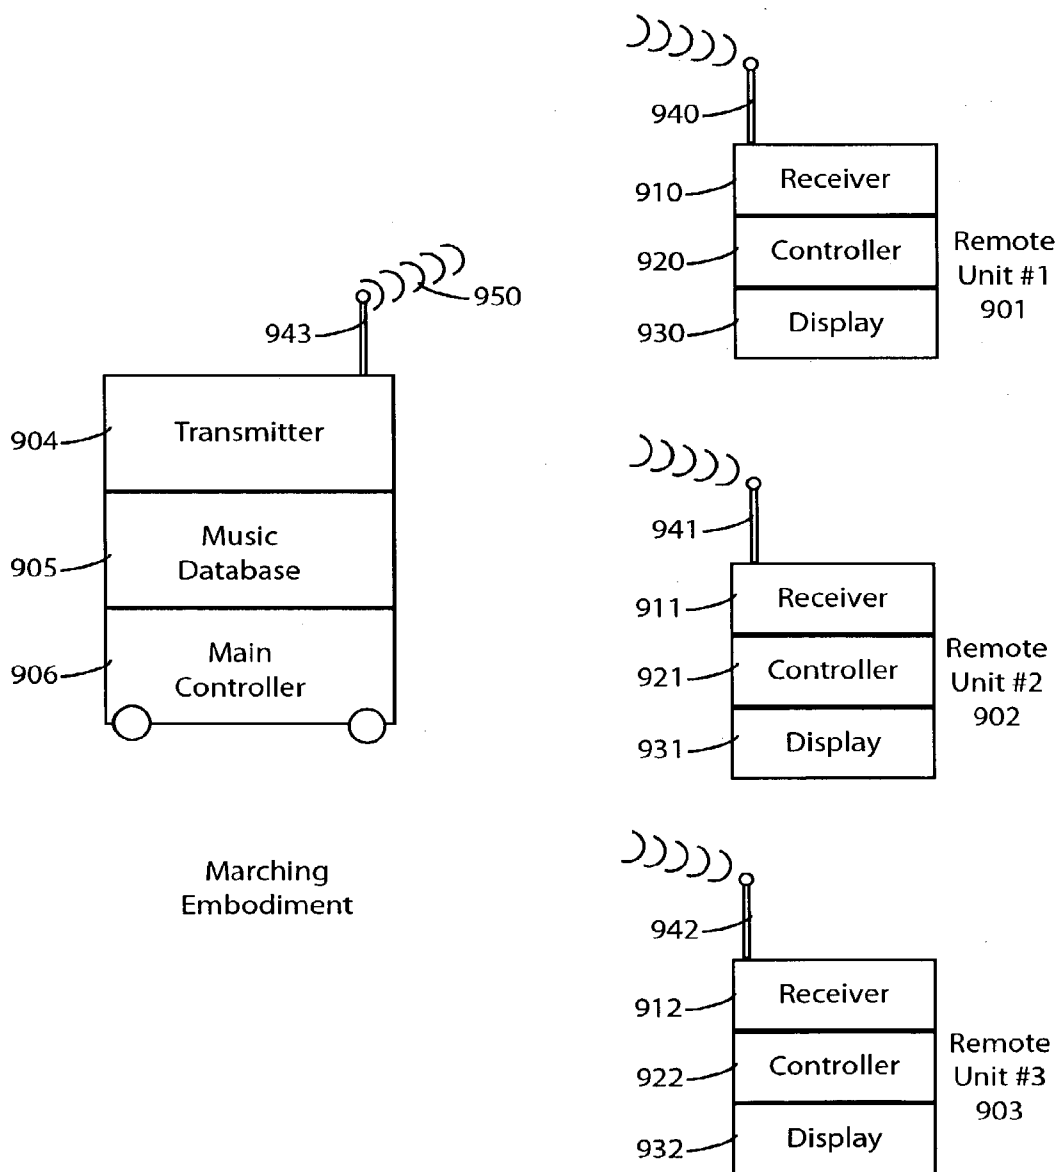 950
943
904
Transmitter
905
Music
Database
906
Main
Controller
Marching
Embodiment
940
910
Receiver
920
Controller
930
Display
Remote
Unit #1
901
941
911
Receiver
921
Controller
931
Display
Remote
Unit #2
902
942
912
Receiver
922
Controller
932
Display
Remote
Unit #3
903